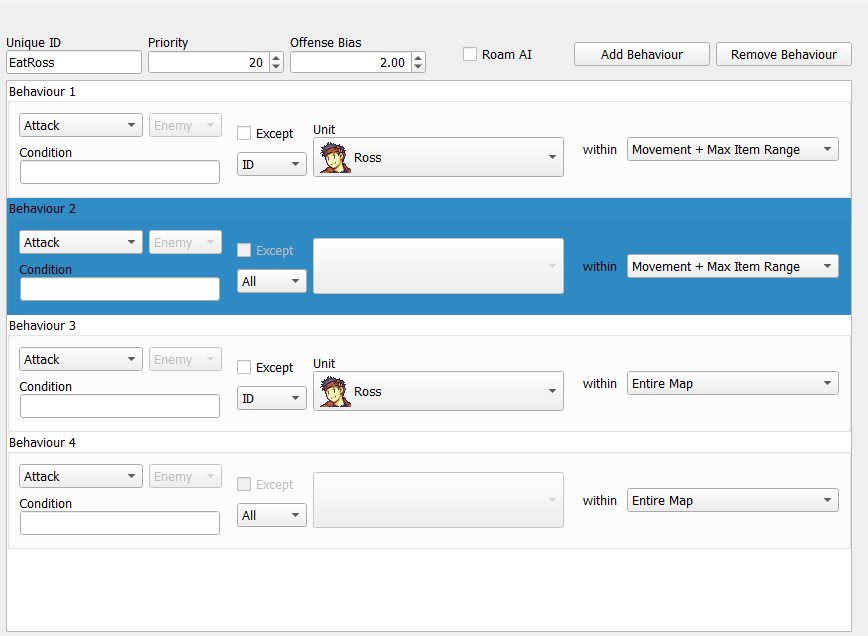 Unique ID Priority Offense Bias
EatRoss 20 2.00 Roam AI Add Behaviour Remove Behaviour
Behaviour 1
Attack Enemy Except Unit
Condition ID Ross within Movement + Max Item Range
Behaviour 2
Attack Enemy Except
Condition All within Movement + Max Item Range
Behaviour 3
Attack Enemy Except Unit
Condition ID Ross within Entire Map
Behaviour 4
Attack Enemy Except
Condition All within Entire Map